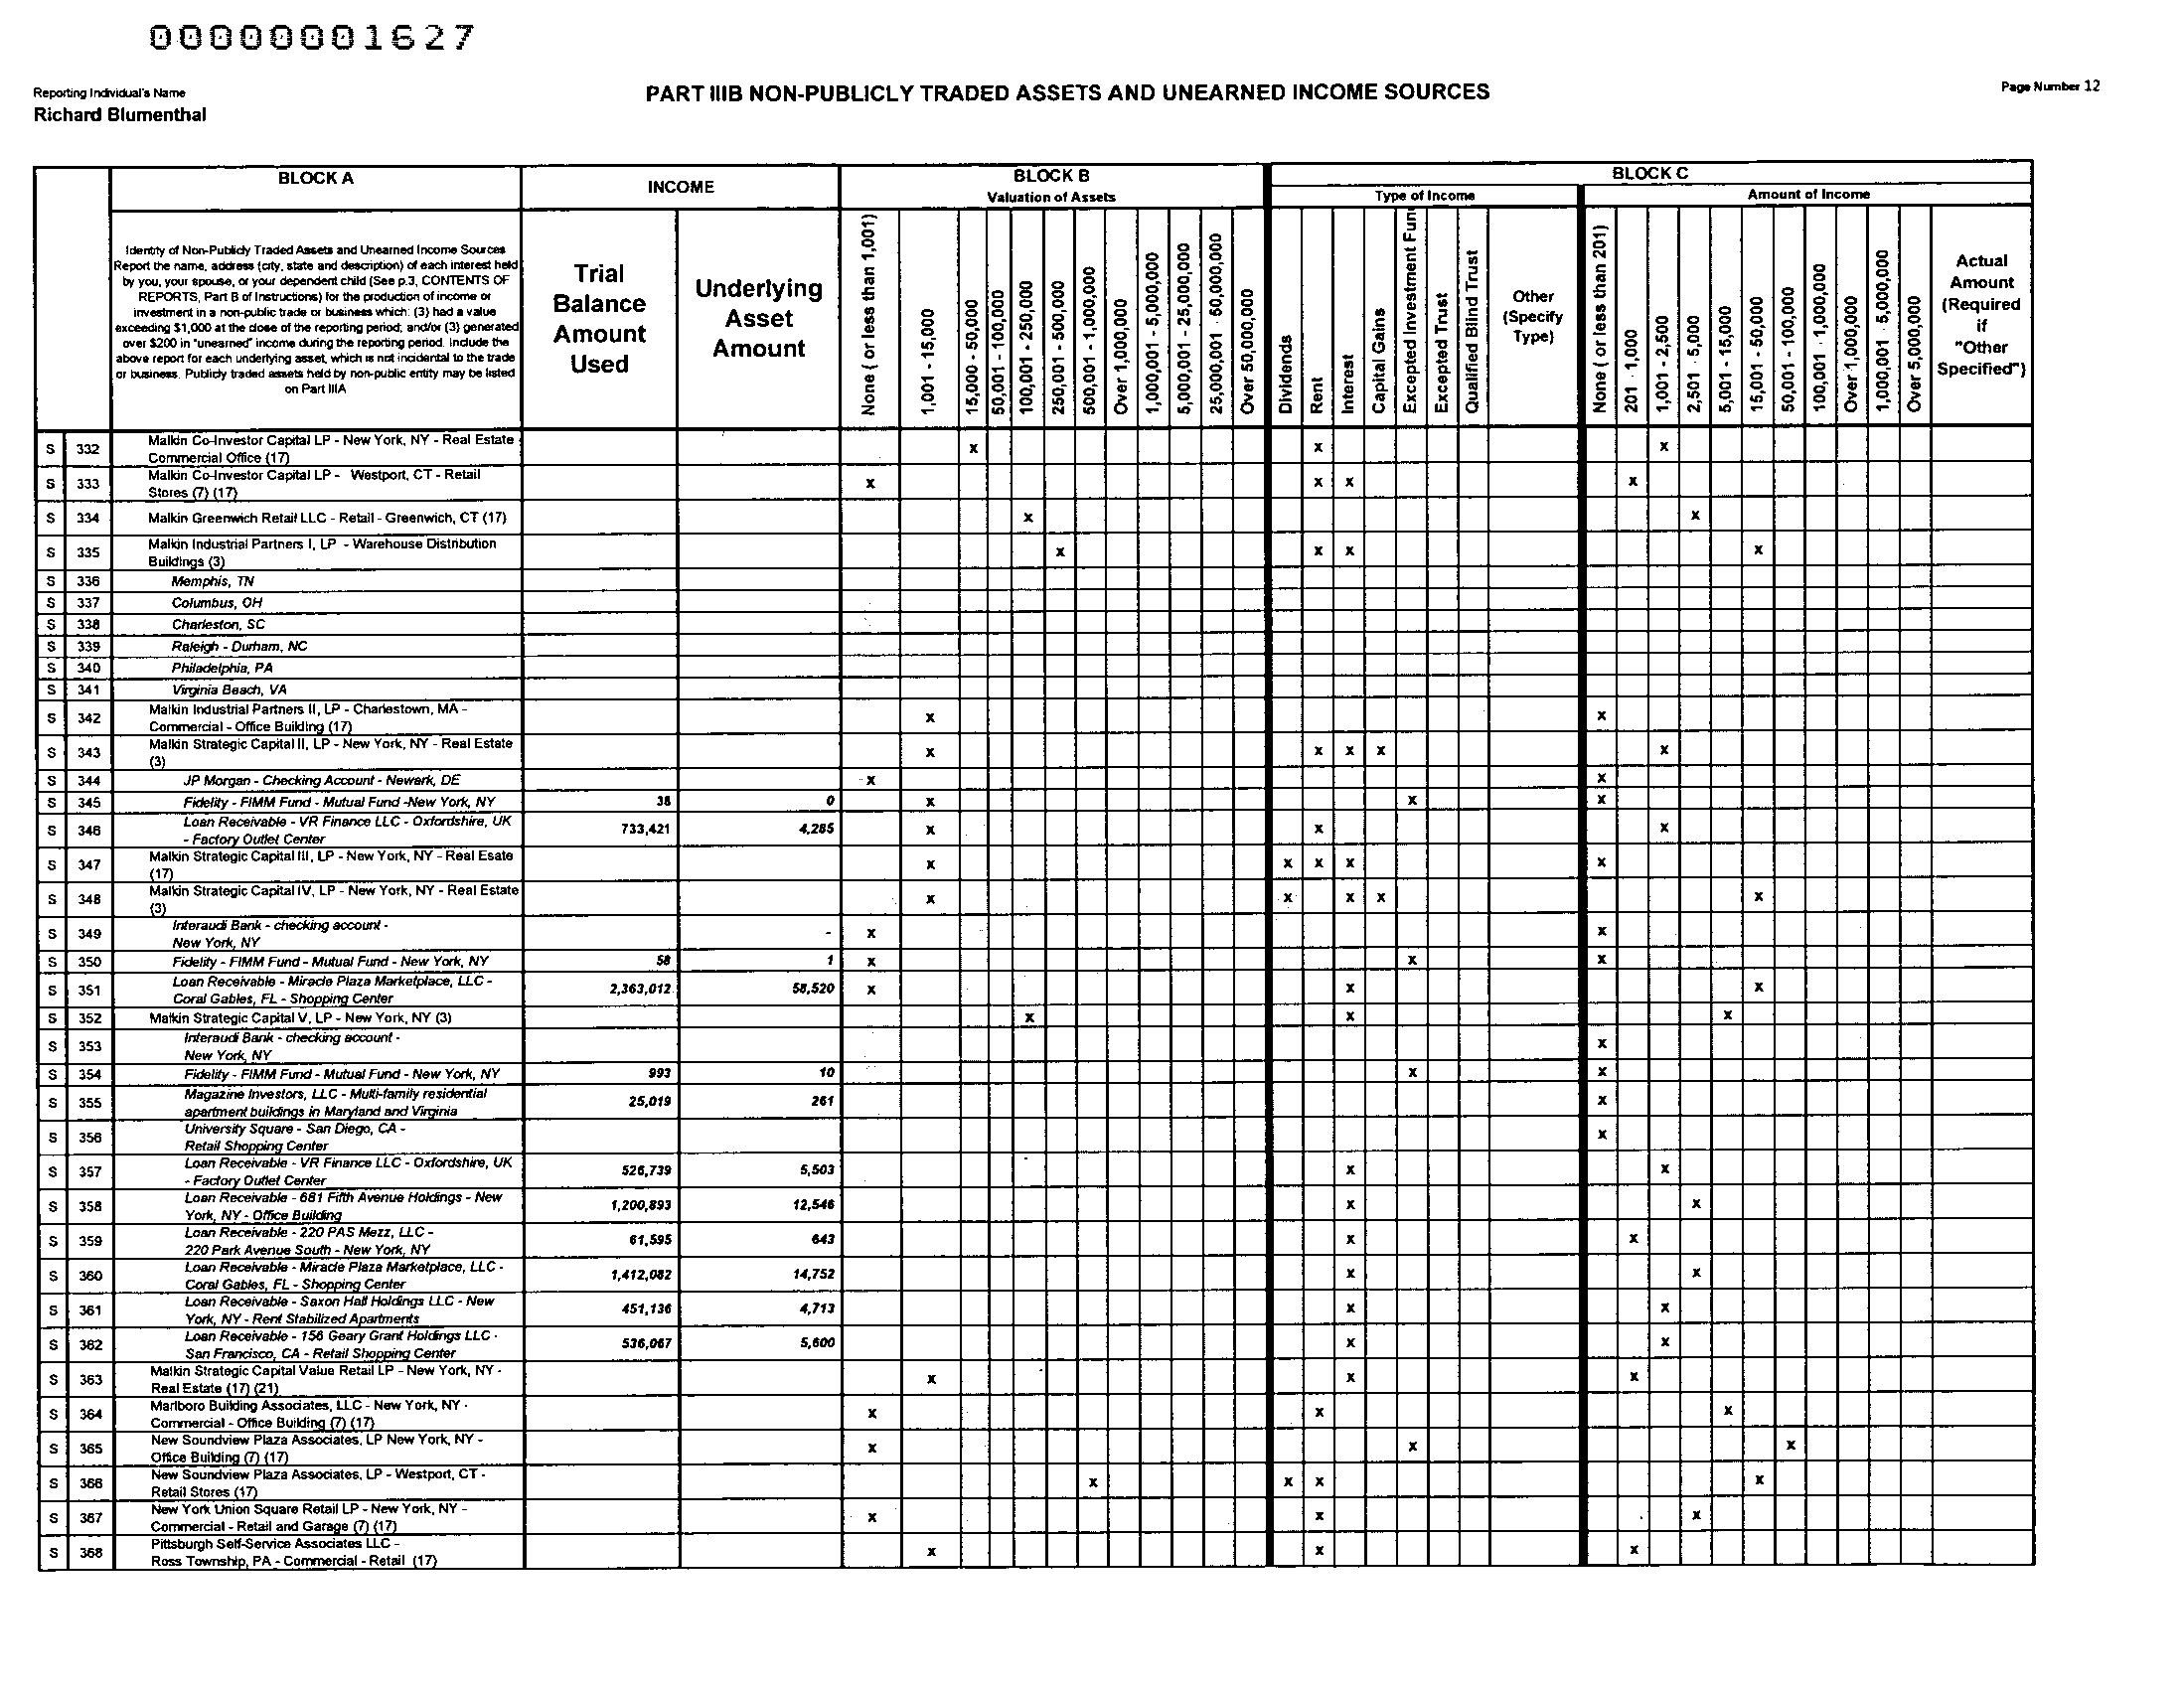 00000001627
Reporting Individual's Name
Richard Blumenthal
PART IIIB NON-PUBLICLY TRADED ASSETS AND UNEARNED INCOME SOURCES
Page Number 12
BLOCK A
INCOME
BLOCK B
Valuation of Assets
BLOCK C
Type of Income
Amount of Income
Identity of Non-Publicly Traded Assets and Unearned Income Sources
Report the name, address (city, state and description) of each interest held
by you, your spouse, or your dependent child (See p.3, CONTENTS OF
REPORTS, Part B of Instructions) for the production of income or
investment in a non-public trade or business which: (3) had a value
exceeding $1,000 at the close of the reporting period; and/or (3) generated
over $200 in "unearned" income during the reporting period. Include the
above report for each underlying asset, which is not incidental to the trade
or business. Publicly traded assets held by non-public entity may be listed
on Part IIIA
Trial
Balance
Amount
Used
Underlying
Asset
Amount
None ( or less than 1,001)
1,001 - 15,000
15,000 - 50,000
50,001 - 100,000
100,001 - 250,000
250,001 - 500,000
500,001 - 1,000,000
Over 1,000,000
1,000,001 - 5,000,000
5,000,001 - 25,000,000
25,000,001 - 50,000,000
Over 50,000,000
Dividends
Rent
Interest
Capital Gains
Excepted Investment Fun
Excepted Trust
Qualified Blind Trust
Other
(Specify
Type)
None ( or less than 201)
201 - 1,000
1,001 - 2,500
2,501 - 5,000
5,001 - 15,000
15,001 - 50,000
50,001 - 100,000
100,001 - 1,000,000
Over 1,000,000
1,000,001 - 5,000,000
Over 5,000,000
Actual
Amount
(Required
if
"Other
Specified")
S 332 Malkin Co-Investor Capital LP - New York, NY - Real Estate
Commercial Office (17) x x x
S 333 Malkin Co-Investor Capital LP - Westport, CT - Retail
Stores (7) (17) x x x x
S 334 Malkin Greenwich Retail LLC - Retail - Greenwich, CT (17) x x
S 335 Malkin Industrial Partners I, LP - Warehouse Distribution
Buildings (3) x x x x
S 336 Memphis, TN
S 337 Columbus, OH
S 338 Charleston, SC
S 339 Raleigh - Durham, NC
S 340 Philadelphia, PA
S 341 Virginia Beach, VA
S 342 Malkin Industrial Partners II, LP - Charlestown, MA -
Commercial - Office Building (17) x x
S 343 Malkin Strategic Capital II, LP - New York, NY - Real Estate
(3) x x x x x
S 344 JP Morgan - Checking Account - Newark, DE x x
S 345 Fidelity - FIMM Fund - Mutual Fund -New York, NY 38 0 x x x
S 346 Loan Receivable - VR Finance LLC - Oxfordshire, UK
- Factory Outlet Center 733,421 4,285 x x x
S 347 Malkin Strategic Capital III, LP - New York, NY - Real Esate
(17) x x x x x
S 348 Malkin Strategic Capital IV, LP - New York, NY - Real Estate
(3) x x x x x
S 349 Interaudi Bank - checking account -
New York, NY - x x
S 350 Fidelity - FIMM Fund - Mutual Fund - New York, NY 58 1 x x x
S 351 Loan Receivable - Miracle Plaza Marketplace, LLC -
Coral Gables, FL - Shopping Center 2,363,012 58,520 x x x
S 352 Malkin Strategic Capital V, LP - New York, NY (3) x x x
S 353 Interaudi Bank - checking account -
New York, NY x
S 354 Fidelity - FIMM Fund - Mutual Fund - New York, NY 993 10 x x
S 355 Magazine Investors, LLC - Multi-family residential
apartment buildings in Maryland and Virginia 25,019 261 x
S 356 University Square - San Diego, CA -
Retail Shopping Center x
S 357 Loan Receivable - VR Finance LLC - Oxfordshire, UK
- Factory Outlet Center 526,739 5,503 x x
S 358 Loan Receivable - 681 Fifth Avenue Holdings - New
York, NY - Office Building 1,200,893 12,546 x x
S 359 Loan Receivable - 220 PAS Mezz, LLC -
220 Park Avenue South - New York, NY 61,595 643 x x
S 360 Loan Receivable - Miracle Plaza Marketplace, LLC -
Coral Gables, FL - Shopping Center 1,412,082 14,752 x x
S 361 Loan Receivable - Saxon Hall Holdings LLC - New
York, NY - Rent Stabilized Apartments 451,136 4,713 x x
S 362 Loan Receivable - 156 Geary Grant Holdings LLC -
San Francisco, CA - Retail Shopping Center 536,067 5,600 x x
S 363 Malkin Strategic Capital Value Retail LP - New York, NY -
Real Estate (17) (21) x x x
S 364 Marlboro Building Associates, LLC - New York, NY -
Commercial - Office Building (7) (17) x x x
S 365 New Soundview Plaza Associates, LP New York, NY -
Office Building (7) (17) x x x
S 366 New Soundview Plaza Associates, LP - Westport, CT -
Retail Stores (17) x x x x
S 367 New York Union Square Retail LP - New York, NY -
Commercial - Retail and Garage (7) (17) x x x
S 368 Pittsburgh Self-Service Associates LLC -
Ross Township, PA - Commercial - Retail (17) x x x